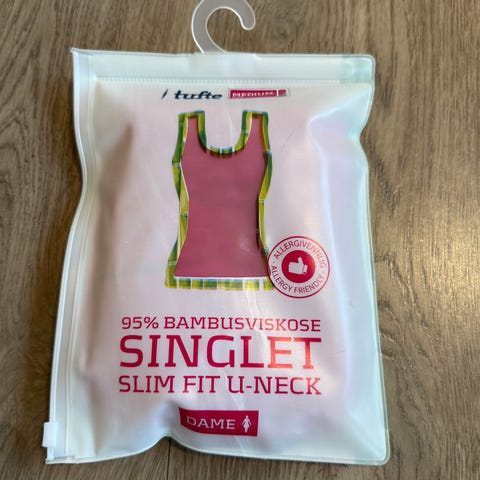 tufte MEDIUM
ALLERGIVENNLIG
ALLERGY FRIENDLY
95% BAMBUSVISKOSE
SINGLET
SLIM FIT U-NECK
DAME